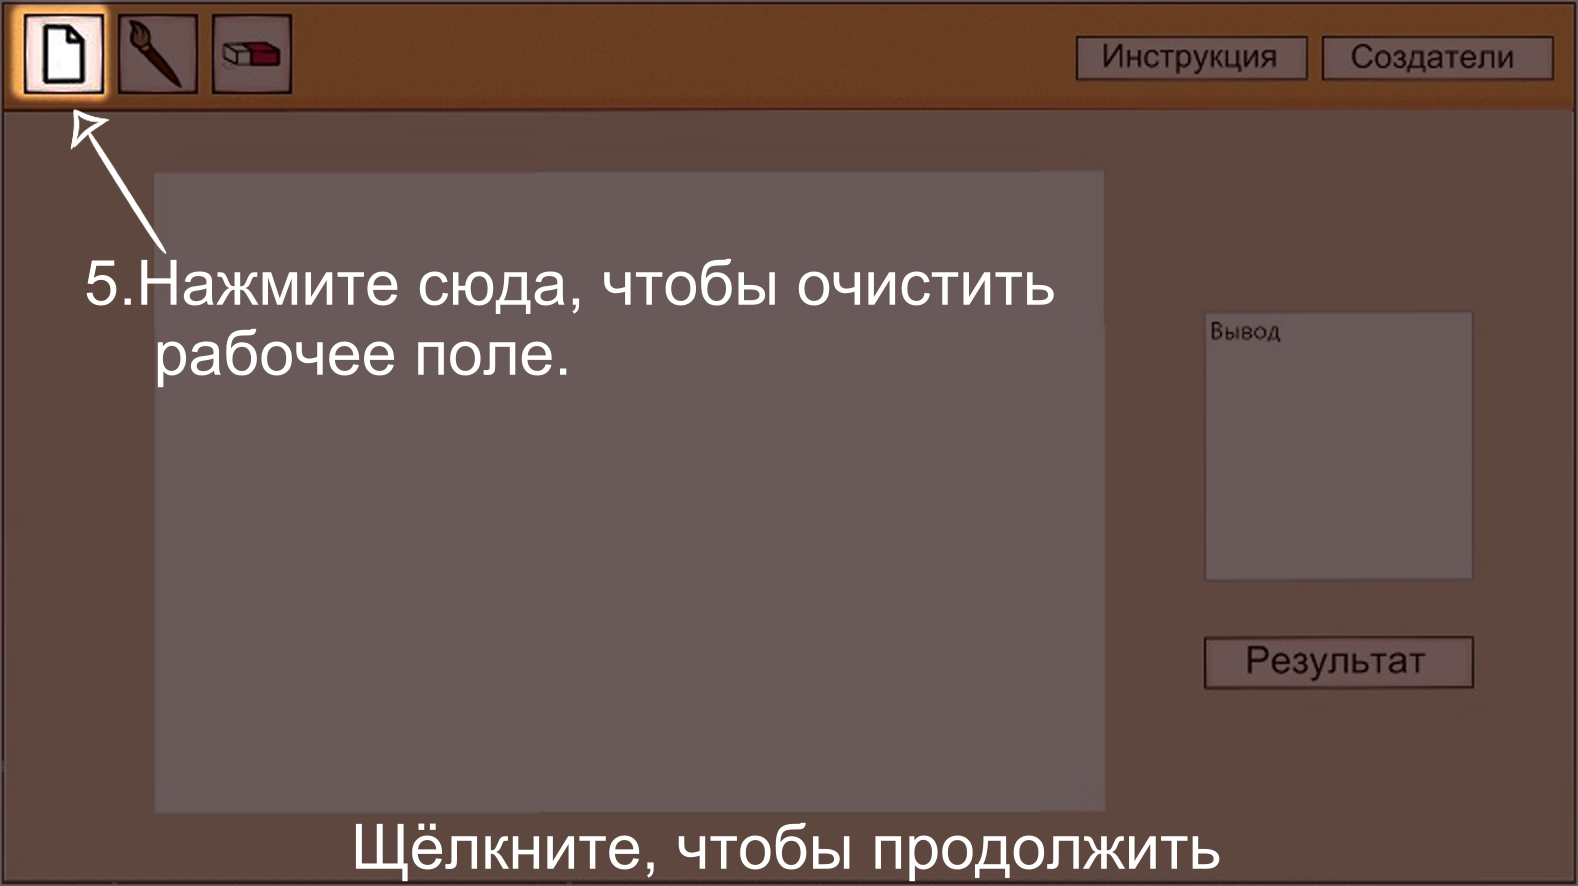 Инструкция
Создатели
5.Нажмите сюда, чтобы очистить
рабочее поле.
Вывод
Результат
Щёлкните, чтобы продолжить